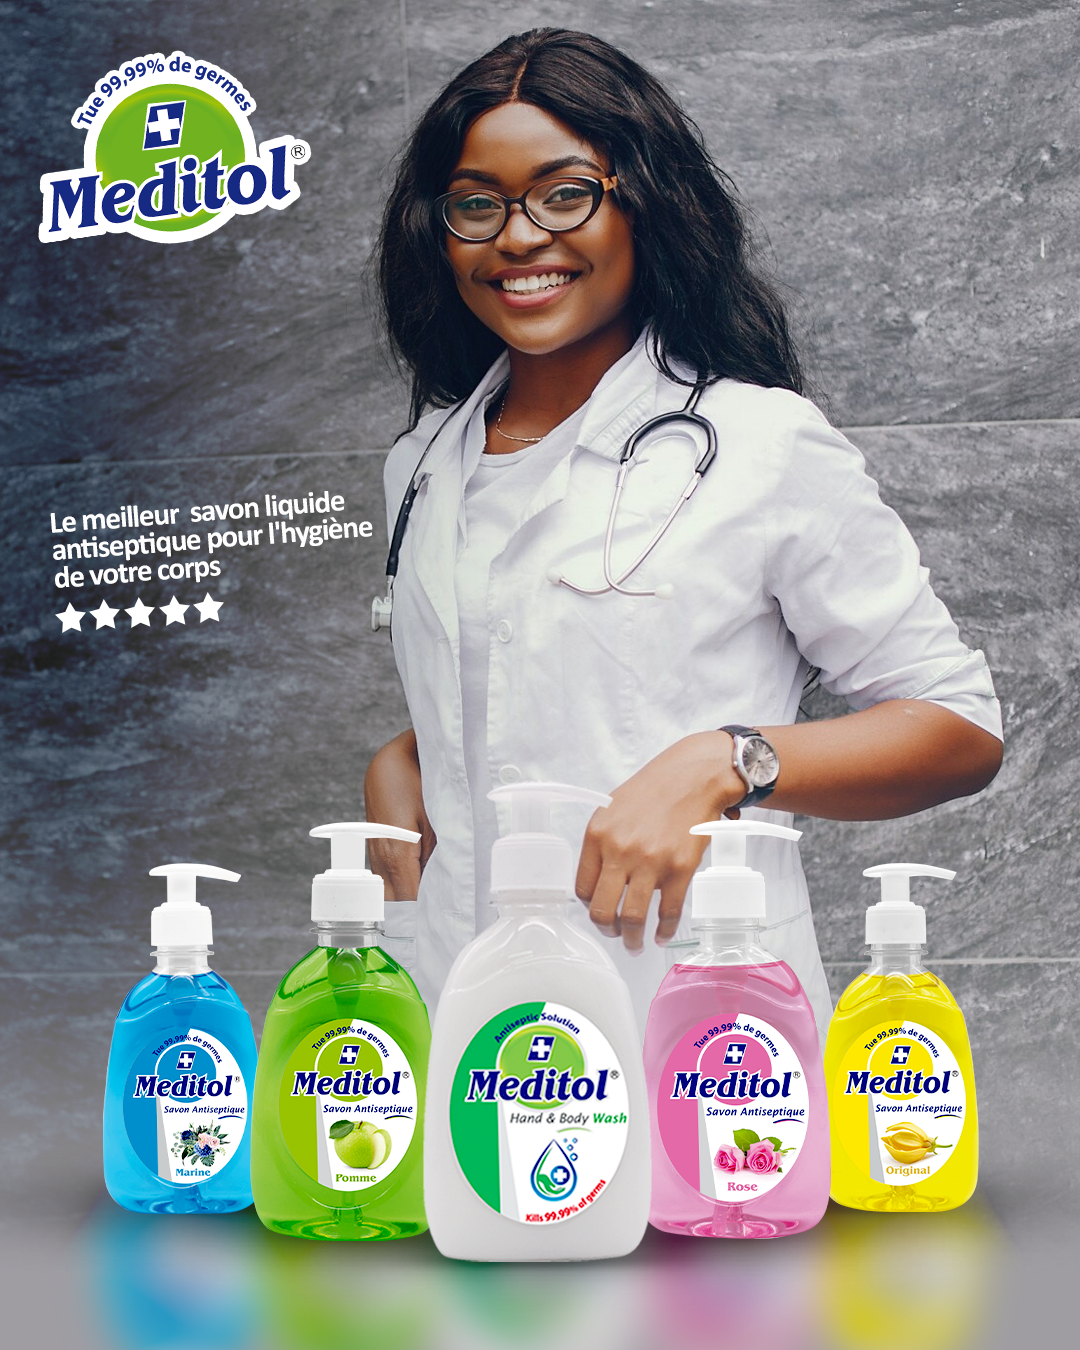 Tue 99,99% de germes
Meditol®
Le meilleur savon liquide
antiseptique pour l'hygiène
de votre corps
Tue 99,99% de germes
Meditol®
Savon Antiseptique
Marine
Tue 99,99% de germes
Meditol®
Savon Antiseptique
Pomme
Antiseptic Solution
Meditol®
Hand & Body Wash
Kills 99,99% of germs
Tue 99,99% de germes
Meditol®
Savon Antiseptique
Rose
Tue 99,99% de germes
Meditol®
Savon Antiseptique
Original